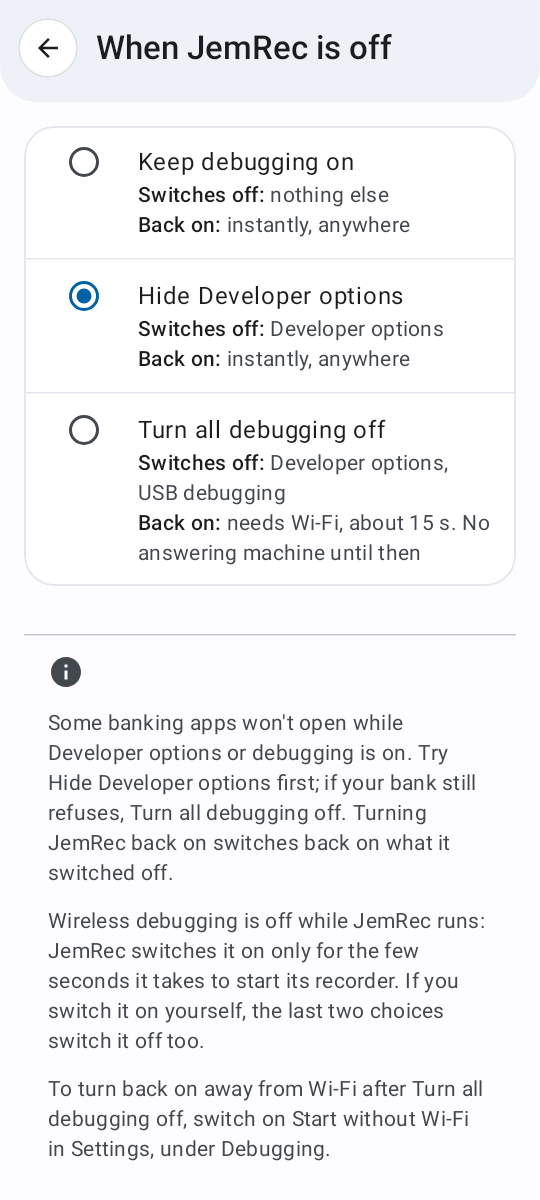 When JemRec is off
Keep debugging on
Switches off: nothing else
Back on: instantly, anywhere
Hide Developer options
Switches off: Developer options
Back on: instantly, anywhere
Turn all debugging off
Switches off: Developer options,
USB debugging
Back on: needs Wi-Fi, about 15 s. No
answering machine until then
Some banking apps won't open while
Developer options or debugging is on. Try
Hide Developer options first; if your bank still
refuses, Turn all debugging off. Turning
JemRec back on switches back on what it
switched off.
Wireless debugging is off while JemRec runs:
JemRec switches it on only for the few
seconds it takes to start its recorder. If you
switch it on yourself, the last two choices
switch it off too.
To turn back on away from Wi-Fi after Turn all
debugging off, switch on Start without Wi-Fi
in Settings, under Debugging.